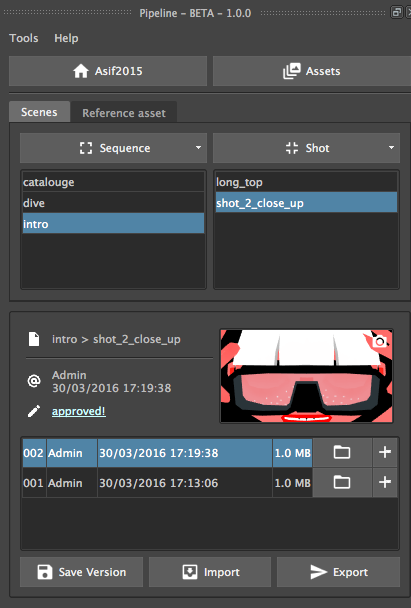 Pipeline - BETA - 1.0.0
Tools Help
Asif2015 Assets
Scenes Reference asset
Sequence Shot
catalouge long_top
dive shot_2_close_up
intro
intro > shot_2_close_up
Admin
30/03/2016 17:19:38
approved!
002 Admin 30/03/2016 17:19:38 1.0 MB
001 Admin 30/03/2016 17:13:06 1.0 MB
Save Version Import Export